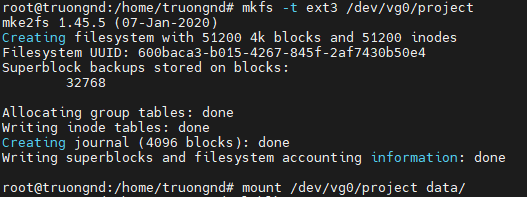 root@truongnd:/home/truongnd# mkfs -t ext3 /dev/vg0/project
mke2fs 1.45.5 (07-Jan-2020)
Creating filesystem with 51200 4k blocks and 51200 inodes
Filesystem UUID: 600baca3-b015-4267-845f-2af7430b50e4
Superblock backups stored on blocks:
        32768

Allocating group tables: done
Writing inode tables: done
Creating journal (4096 blocks): done
Writing superblocks and filesystem accounting information: done

root@truongnd:/home/truongnd# mount /dev/vg0/project data/